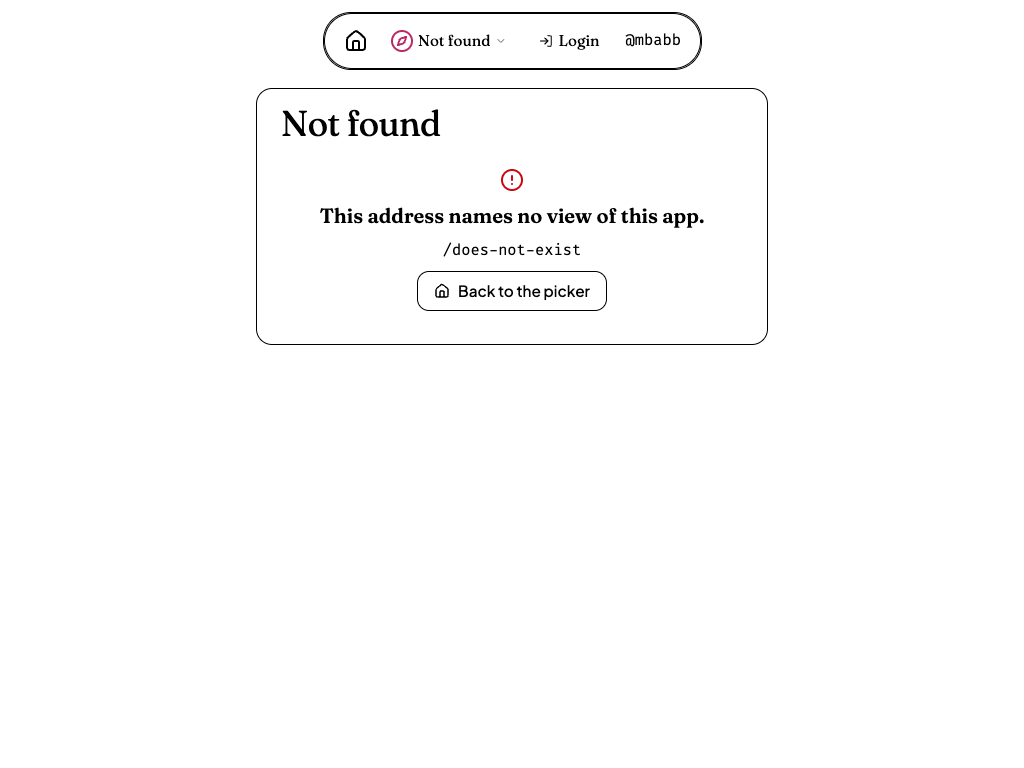 Not found
Login
@mbabb
Not found
This address names no view of this app.
/does-not-exist
Back to the picker